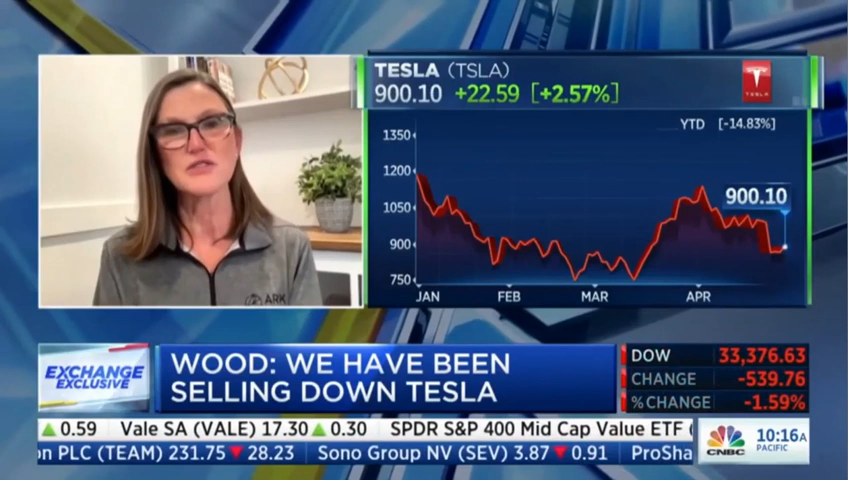 TESLA (TSLA)
900.10 +22.59 [+2.57%]
TESLA
YTD [-14.83%]
1350
1200
1050
900
750
900.10
JAN FEB MAR APR
ARK
EXCHANGE
EXCLUSIVE
WOOD: WE HAVE BEEN
SELLING DOWN TESLA
DOW 33,376.63
CHANGE -539.76
% CHANGE -1.59%
▲0.59 Vale SA (VALE) 17.30▲0.30 SPDR S&P 400 Mid Cap Value ETF (
on PLC (TEAM) 231.75▼28.23 Sono Group NV (SEV) 3.87▼0.91 ProSha
CNBC
10:16A
PACIFIC